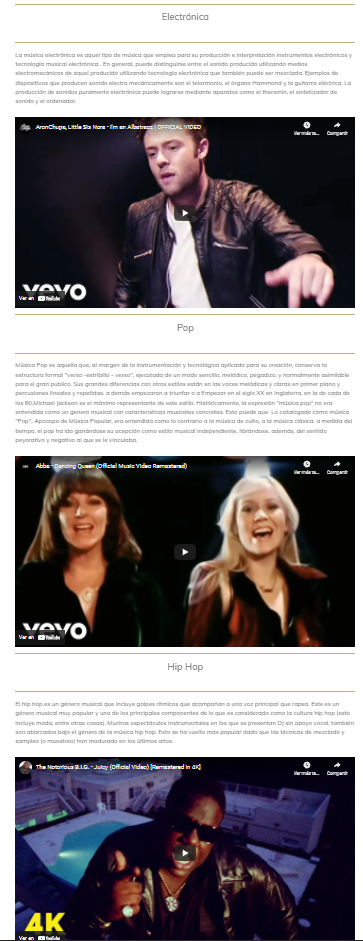 Electrónica
La música electrónica es aquel tipo de música que emplea para su producción e interpretación instrumentos electrónicos y
tecnología musical electrónica . En general, puede distinguirse entre el sonido producido utilizando medios
electromecánicos de aquel producido utilizando tecnología electrónica que también puede ser mezclada. Ejemplos de
dispositivos que producen sonido electro mecánicamente son el telarmonio, el órgano Hammond y la guitarra eléctrica. La
producción de sonidos puramente electrónica puede lograrse mediante aparatos como el theremin, el sintetizador de
sonido y el ordenador.
AronChupa, Little Sis Nora - I'm an Albatraoz | OFFICIAL VIDEO
Ver más ta... Compartir
vevo
Ver en YouTube
Pop
Música Pop es aquella que, al margen de la instrumentación y tecnológica aplicada para su creación, conserva la
estructura formal "verso -estribillo - verso", ejecutada de un modo sencillo, melódico, pegadizo, y normalmente asimilable
para el gran publico. Sus grandes diferencias con otros estilos están en las voces melódicas y claras en primer plano y
percusiones lineales y repetidas. a demás empezaron a triunfar o a Empezar en el siglo XX en Inglaterra, en la de cada de
los 60.Michael jackson es el máximo representante de este estilo. Históricamente, la expresión "música pop" no era
entendida como un genero musical con características musicales concretas. Esto puede que Lo catalogado como música
"Pop", Apocope de Música Popular, era entendida como lo contrario a la música de culto, a la música clásica. a medida del
tiempo, el pop ha ido ganándose su acepción como estilo musical independiente, librándose, además, del sentido
peyorativo y negativo al que se le vinculaba.
Abba - Dancing Queen (Official Music Video Remastered)
Ver más ta... Compartir
vevo
Ver en YouTube
Hip Hop
El hip hop es un género musical que incluye golpes rítmicos que acompañan a una voz principal que rapea. Este es un
género musical muy popular y uno de los principales componentes de lo que es considerado como la cultura hip hop (esto
incluye moda, entre otras cosas). Muchos espectáculos instrumentales en los que se presentan DJ sin apoyo vocal, también
son abarcados bajo el género de la música hip hop. Esto se ha vuelto más popular dado que las técnicas de mezclado y
sampleo (o muestreo) han madurado en los últimos años.
The Notorious B.I.G. - Juicy (Official Video) [Remastered in 4K]
Ver más ta... Compartir
4K
Ver en YouTube